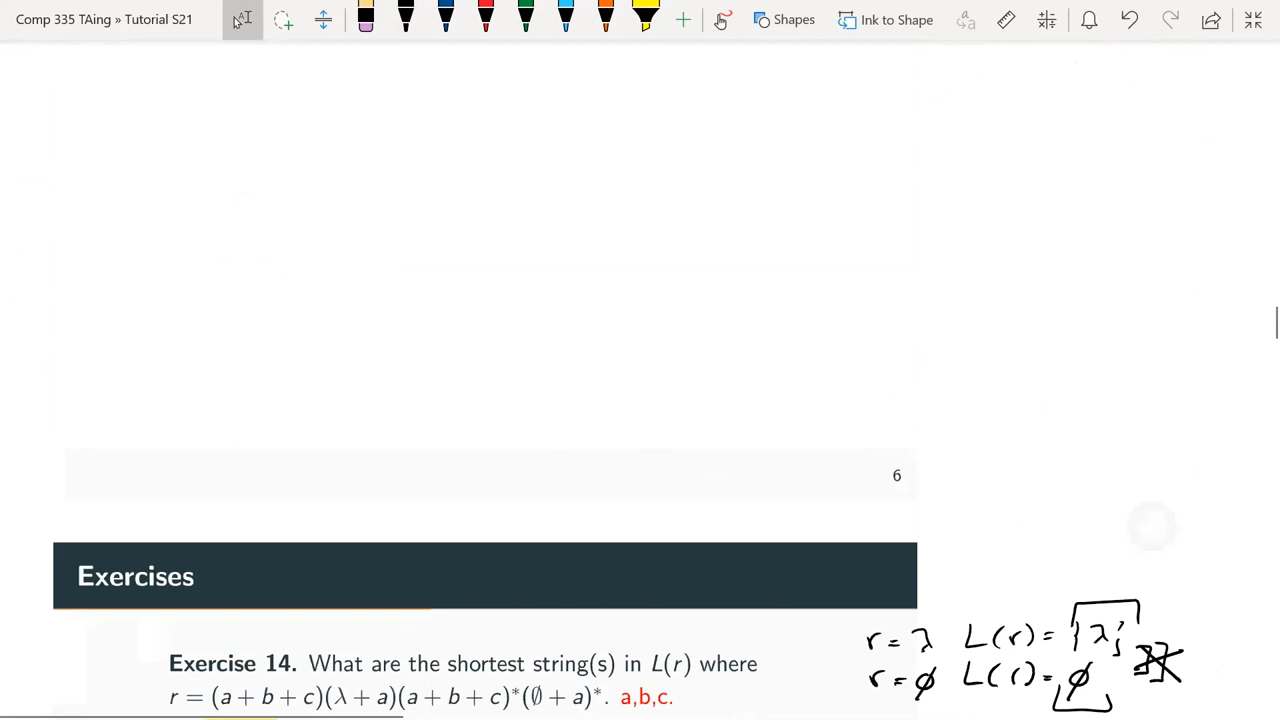 Comp 335 TAing » Tutorial S21
Shapes
Ink to Shape
6
Exercises
Exercise 14. What are the shortest string(s) in L(r) where
r = (a + b + c)(λ + a)(a + b + c)*(∅ + a)*. a,b,c.
r = λ L(r) = {λ}
r = ∅ L(r) = ∅